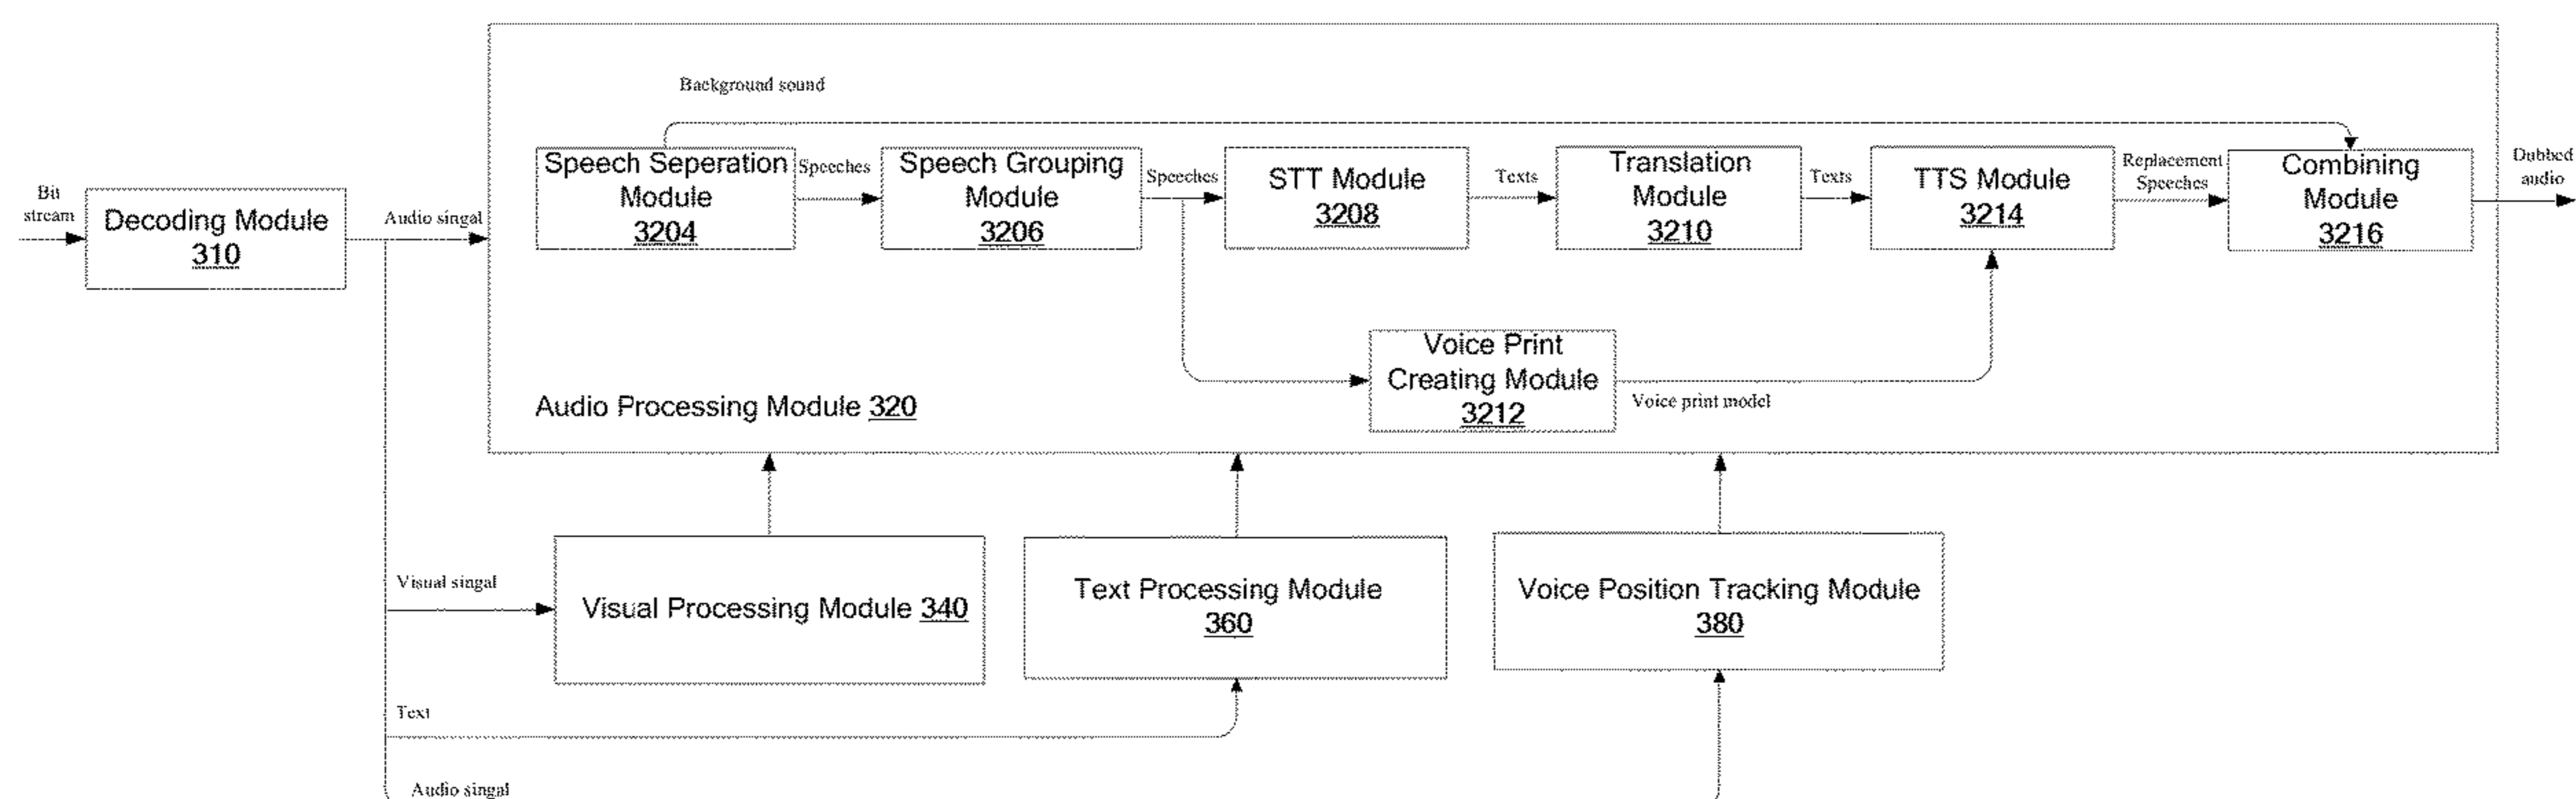 Background sound
Bit
stream
Decoding Module
310
Audio singal
Speech Seperation
Module
3204
Speeches
Speech Grouping
Module
3206
Speeches
STT Module
3208
Texts
Translation
Module
3210
Texts
TTS Module
3214
Replacement
Speeches
Combining
Module
3216
Dubbed
audio
Voice Print
Creating Module
3212
Voice print model
Audio Processing Module 320
Visual singal
Visual Processing Module 340
Text Processing Module
360
Voice Position Tracking Module
380
Text
Audio singal